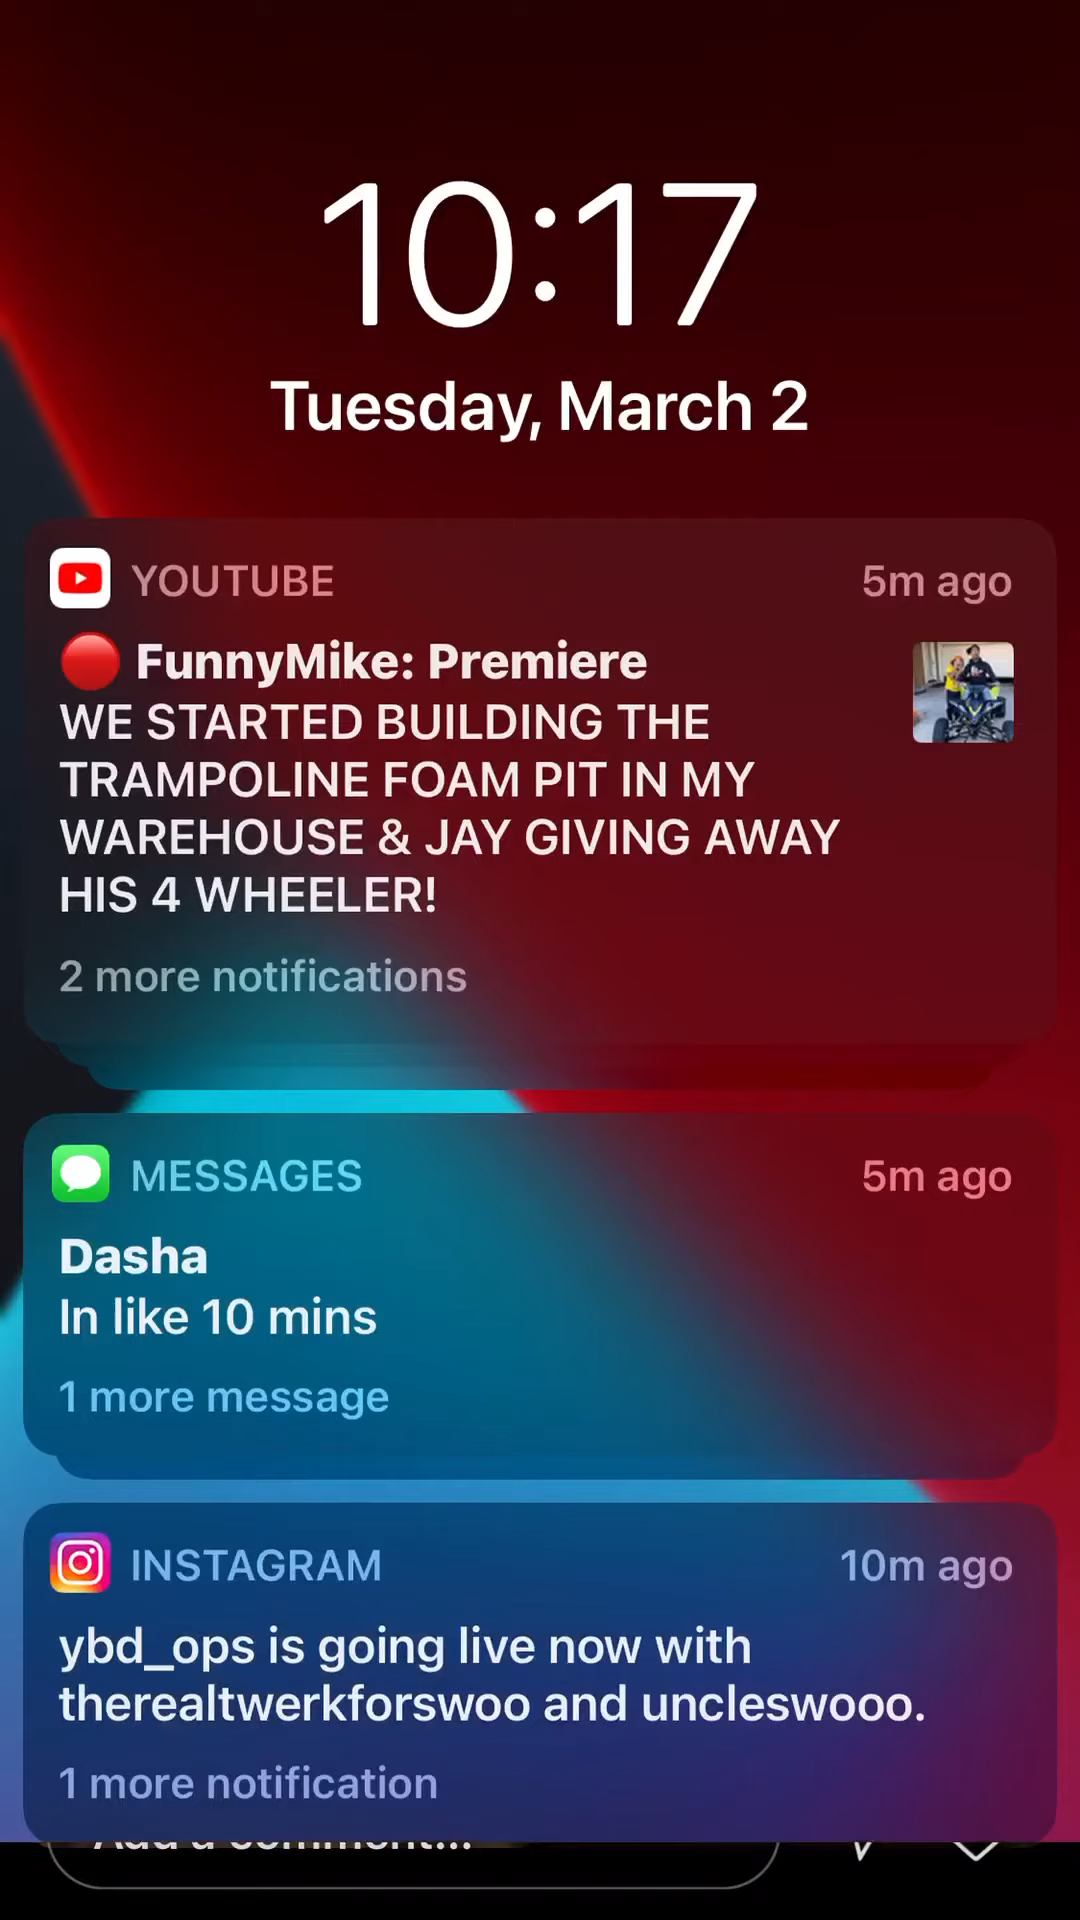 10:17
Tuesday, March 2
YOUTUBE 5m ago
🔴 FunnyMike: Premiere
WE STARTED BUILDING THE
TRAMPOLINE FOAM PIT IN MY
WAREHOUSE & JAY GIVING AWAY
HIS 4 WHEELER!
2 more notifications
MESSAGES 5m ago
Dasha
In like 10 mins
1 more message
INSTAGRAM 10m ago
ybd_ops is going live now with
therealtwerkforswoo and uncleswooo.
1 more notification
Add a comment...